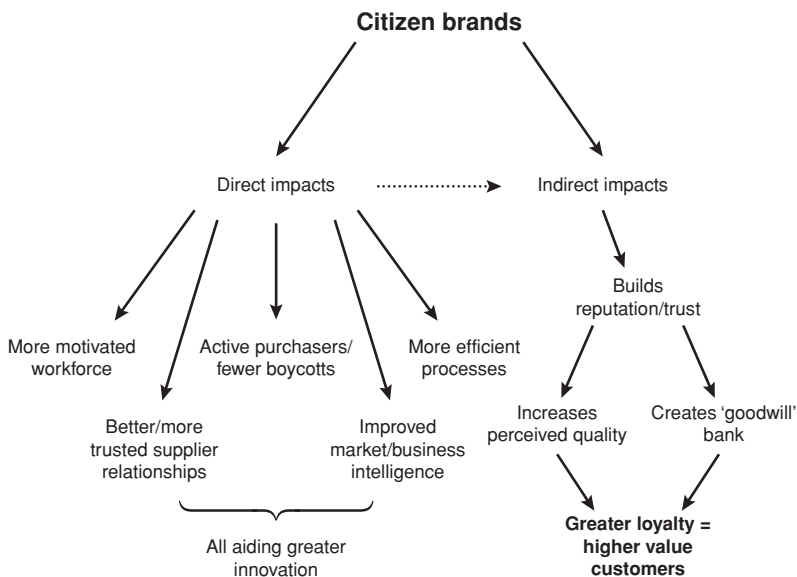 Citizen brands
Direct impacts
Indirect impacts
Builds
reputation/trust
More motivated
workforce
Active purchasers/
fewer boycotts
More efficient
processes
Better/more
trusted supplier
relationships
Improved
market/business
intelligence
Increases
perceived quality
Creates ‘goodwill’
bank
All aiding greater
innovation
Greater loyalty =
higher value
customers